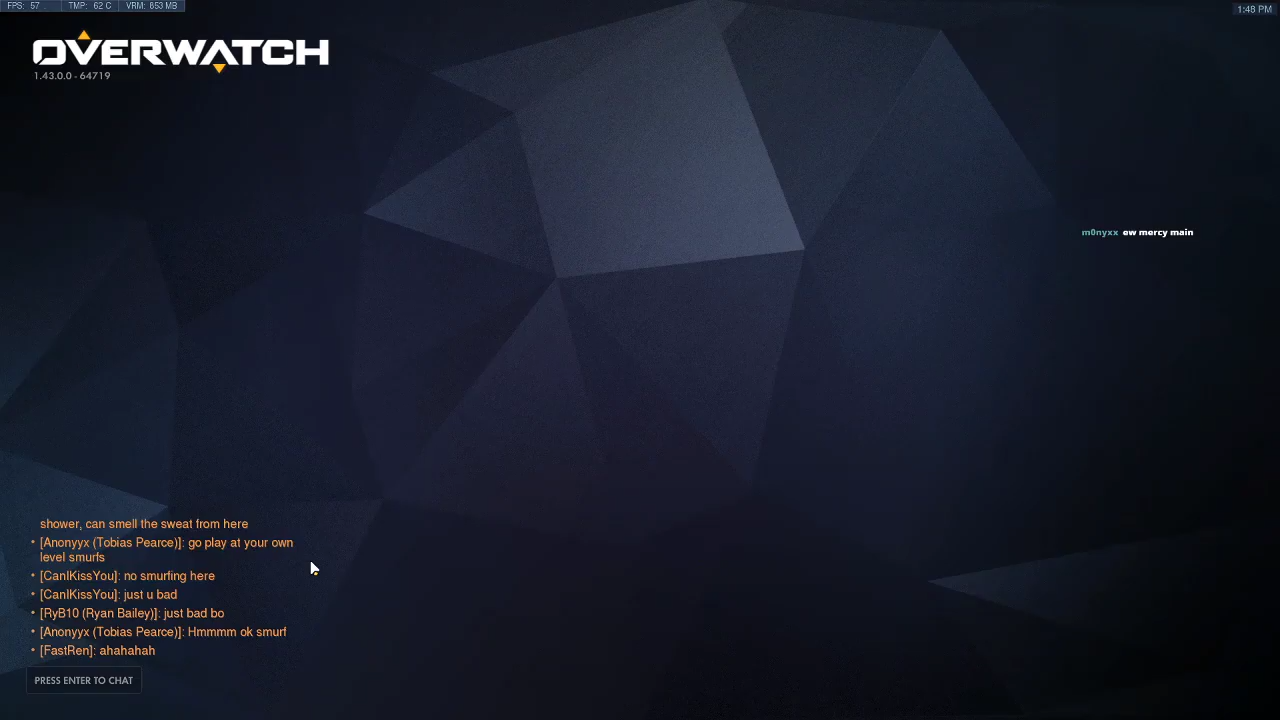 FPS: 57 TMP: 62 C VRM: 853 MB
1:48 PM
OVERWATCH
1.43.0.0 - 64719
m0nyxx ew mercy main
shower, can smell the sweat from here
• [Anonyyx (Tobias Pearce)]: go play at your own
level smurfs
• [CanIKissYou]: no smurfing here
• [CanIKissYou]: just u bad
• [RyB10 (Ryan Bailey)]: just bad bo
• [Anonyyx (Tobias Pearce)]: Hmmmm ok smurf
• [FastRen]: ahahahah
PRESS ENTER TO CHAT